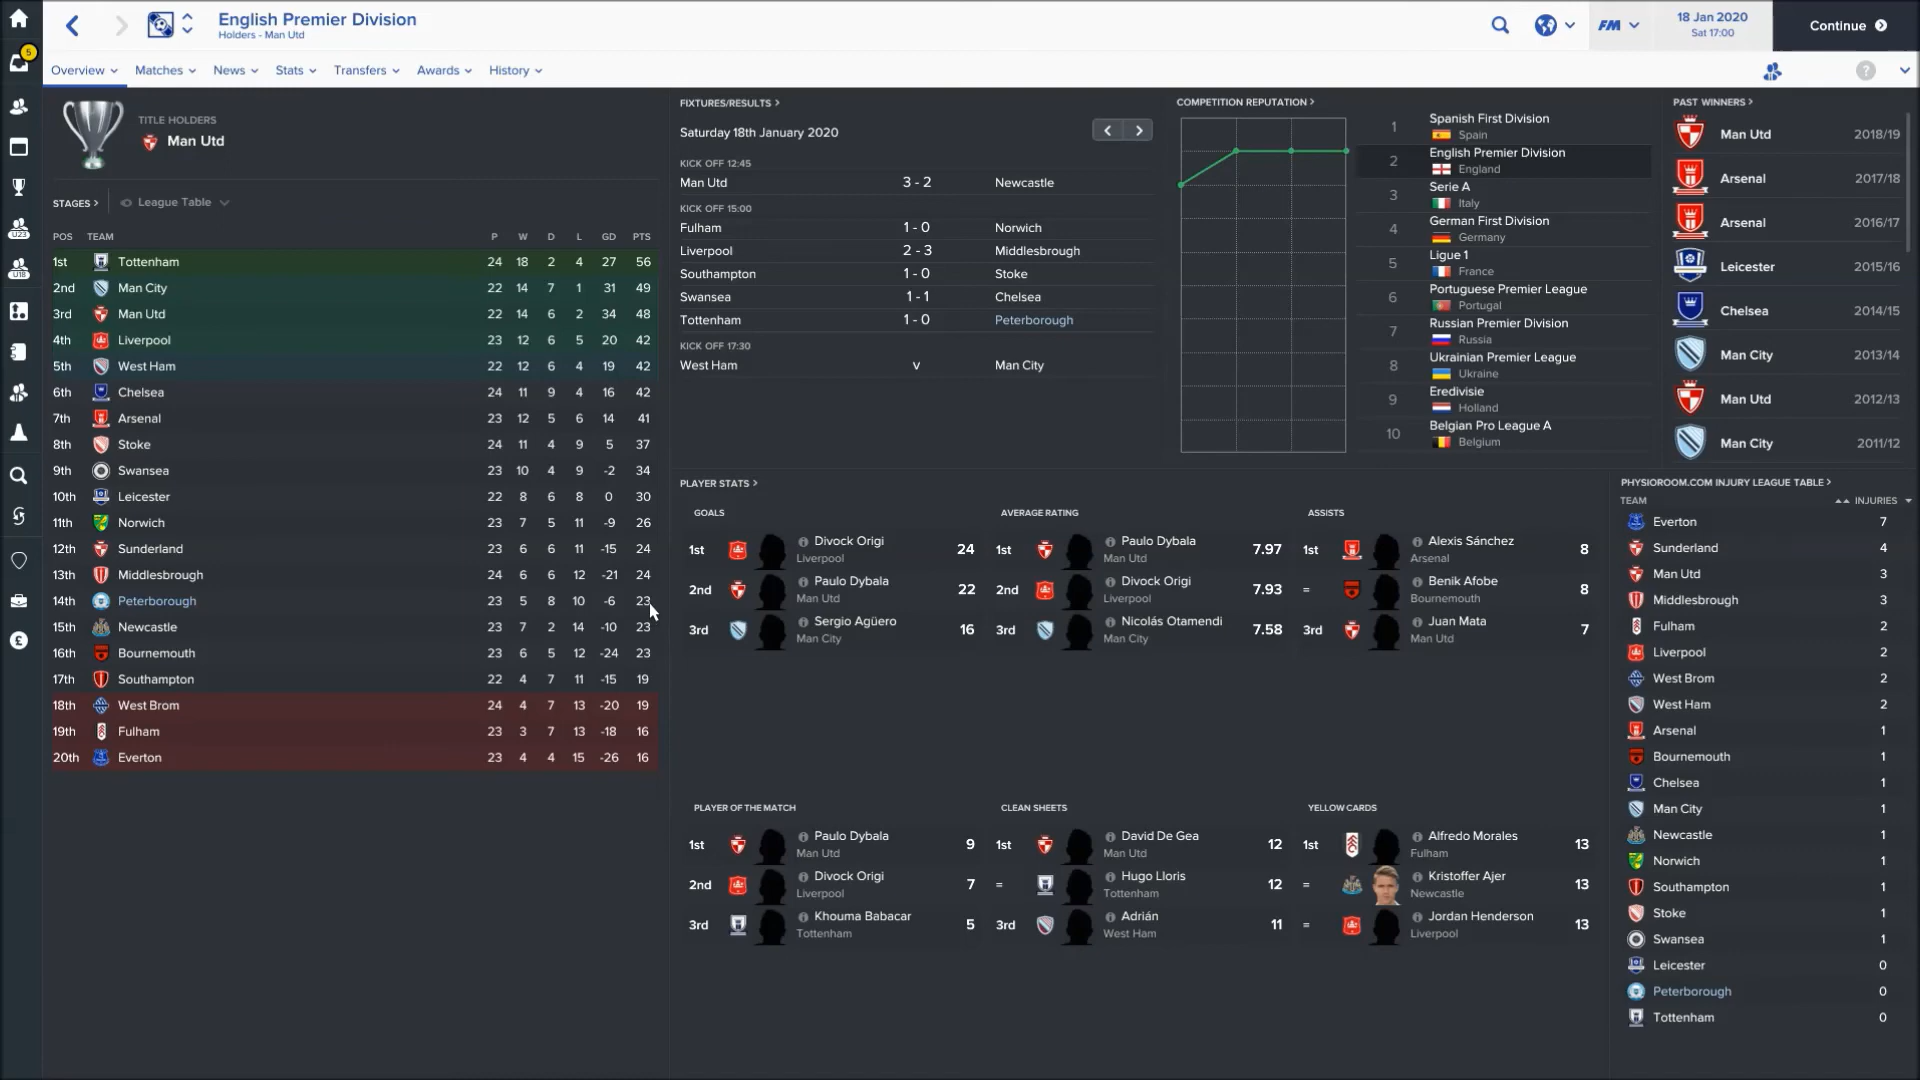 English Premier Division
Holders - Man Utd
FM
18 Jan 2020
Sat 17:00
Continue
5
Overview Matches News Stats Transfers Awards History
?
U23
U18
TITLE HOLDERS
Man Utd
STAGES > League Table
POS TEAM P W D L GD PTS
1st Tottenham 24 18 2 4 27 56
2nd Man City 22 14 7 1 31 49
3rd Man Utd 22 14 6 2 34 48
4th Liverpool 23 12 6 5 20 42
5th West Ham 22 12 6 4 19 42
6th Chelsea 24 11 9 4 16 42
7th Arsenal 23 12 5 6 14 41
8th Stoke 24 11 4 9 5 37
9th Swansea 23 10 4 9 -2 34
10th Leicester 22 8 6 8 0 30
11th Norwich 23 7 5 11 -9 26
12th Sunderland 23 6 6 11 -15 24
13th Middlesbrough 24 6 6 12 -21 24
14th Peterborough 23 5 8 10 -6 23
15th Newcastle 23 7 2 14 -10 23
16th Bournemouth 23 6 5 12 -24 23
17th Southampton 22 4 7 11 -15 19
18th West Brom 24 4 7 13 -20 19
19th Fulham 23 3 7 13 -18 16
20th Everton 23 4 4 15 -26 16
FIXTURES/RESULTS >
Saturday 18th January 2020
KICK OFF 12:45
Man Utd 3 - 2 Newcastle
KICK OFF 15:00
Fulham 1 - 0 Norwich
Liverpool 2 - 3 Middlesbrough
Southampton 1 - 0 Stoke
Swansea 1 - 1 Chelsea
Tottenham 1 - 0 Peterborough
KICK OFF 17:30
West Ham v Man City
COMPETITION REPUTATION >
1 Spanish First Division
Spain
2 English Premier Division
England
3 Serie A
Italy
4 German First Division
Germany
5 Ligue 1
France
6 Portuguese Premier League
Portugal
7 Russian Premier Division
Russia
8 Ukrainian Premier League
Ukraine
9 Eredivisie
Holland
10 Belgian Pro League A
Belgium
PAST WINNERS >
Man Utd 2018/19
Arsenal 2017/18
Arsenal 2016/17
Leicester 2015/16
Chelsea 2014/15
Man City 2013/14
Man Utd 2012/13
Man City 2011/12
PLAYER STATS >
GOALS
1st Divock Origi 24
Liverpool
2nd Paulo Dybala 22
Man Utd
3rd Sergio Agüero 16
Man City
AVERAGE RATING
1st Paulo Dybala 7.97
Man Utd
2nd Divock Origi 7.93
Liverpool
3rd Nicolás Otamendi 7.58
Man City
ASSISTS
1st Alexis Sánchez 8
Arsenal
= Benik Afobe 8
Bournemouth
3rd Juan Mata 7
Man Utd
PLAYER OF THE MATCH
1st Paulo Dybala 9
Man Utd
2nd Divock Origi 7
Liverpool
3rd Khouma Babacar 5
Tottenham
CLEAN SHEETS
1st David De Gea 12
Man Utd
= Hugo Lloris 12
Tottenham
3rd Adrián 11
West Ham
YELLOW CARDS
1st Alfredo Morales 13
Fulham
= Kristoffer Ajer 13
Newcastle
= Jordan Henderson 13
Liverpool
PHYSIOROOM.COM INJURY LEAGUE TABLE >
TEAM INJURIES
Everton 7
Sunderland 4
Man Utd 3
Middlesbrough 3
Fulham 2
Liverpool 2
West Brom 2
West Ham 2
Arsenal 1
Bournemouth 1
Chelsea 1
Man City 1
Newcastle 1
Norwich 1
Southampton 1
Stoke 1
Swansea 1
Leicester 0
Peterborough 0
Tottenham 0